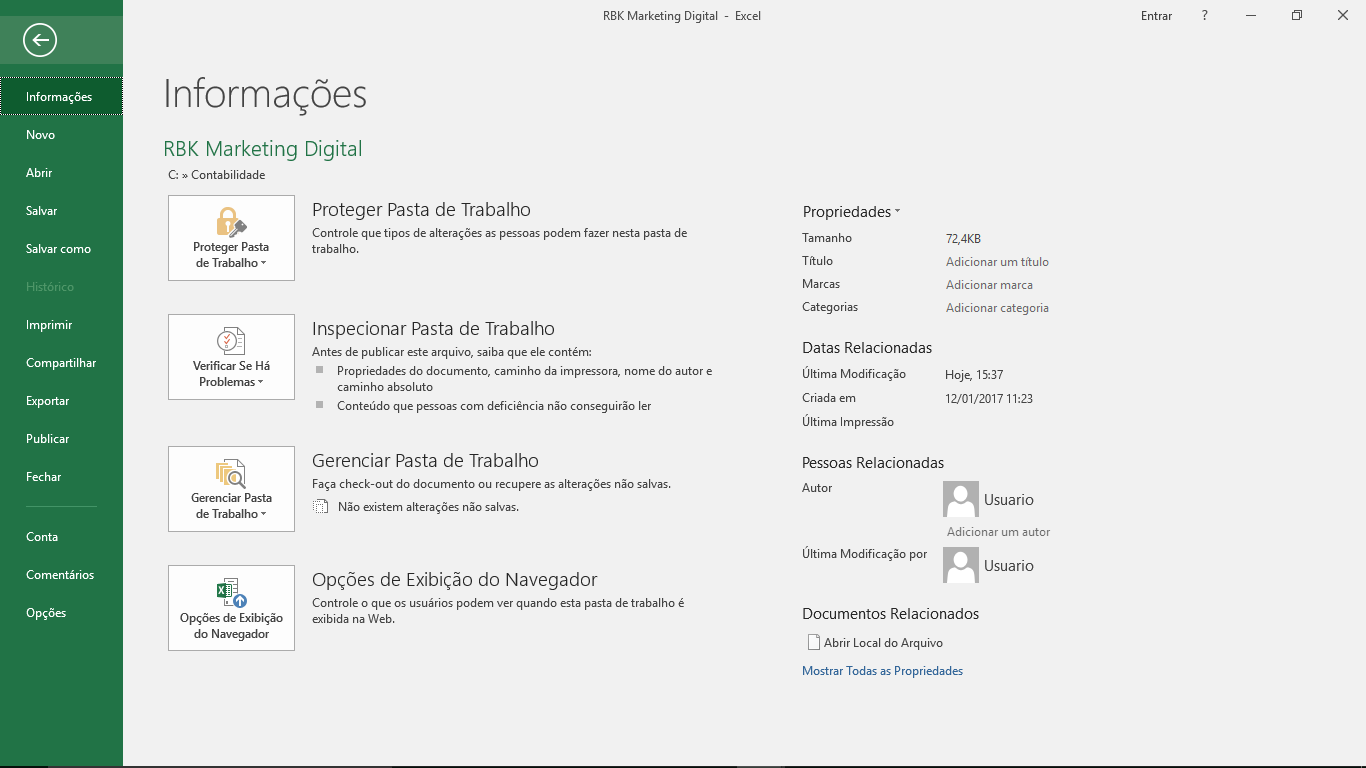 RBK Marketing Digital - Excel
Entrar
?
Informações
Novo
Abrir
Salvar
Salvar como
Histórico
Imprimir
Compartilhar
Exportar
Publicar
Fechar
Conta
Comentários
Opções
Informações
RBK Marketing Digital
C: » Contabilidade
Proteger Pasta
de Trabalho
Proteger Pasta de Trabalho
Controle que tipos de alterações as pessoas podem fazer nesta pasta de
trabalho.
Verificar Se Há
Problemas
Inspecionar Pasta de Trabalho
Antes de publicar este arquivo, saiba que ele contém:
Propriedades do documento, caminho da impressora, nome do autor e
caminho absoluto
Conteúdo que pessoas com deficiência não conseguirão ler
Gerenciar Pasta
de Trabalho
Gerenciar Pasta de Trabalho
Faça check-out do documento ou recupere as alterações não salvas.
Não existem alterações não salvas.
Opções de Exibição
do Navegador
Opções de Exibição do Navegador
Controle o que os usuários podem ver quando esta pasta de trabalho é
exibida na Web.
Propriedades
Tamanho 72,4KB
Título Adicionar um título
Marcas Adicionar marca
Categorias Adicionar categoria
Datas Relacionadas
Última Modificação Hoje, 15:37
Criada em 12/01/2017 11:23
Última Impressão
Pessoas Relacionadas
Autor Usuario
Adicionar um autor
Última Modificação por Usuario
Documentos Relacionados
Abrir Local do Arquivo
Mostrar Todas as Propriedades